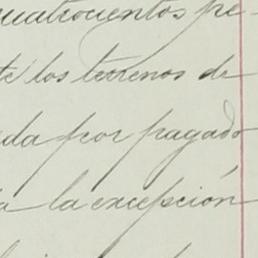 cuatrocientos pe-
te los terrenos de
da por pagado
la excepción